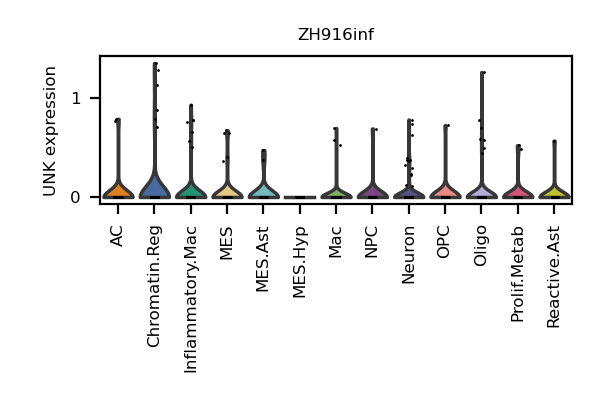 ZH916inf
UNK expression
1
0
AC
Chromatin.Reg
Inflammatory.Mac
MES
MES.Ast
MES.Hyp
Mac
NPC
Neuron
OPC
Oligo
Prolif.Metab
Reactive.Ast